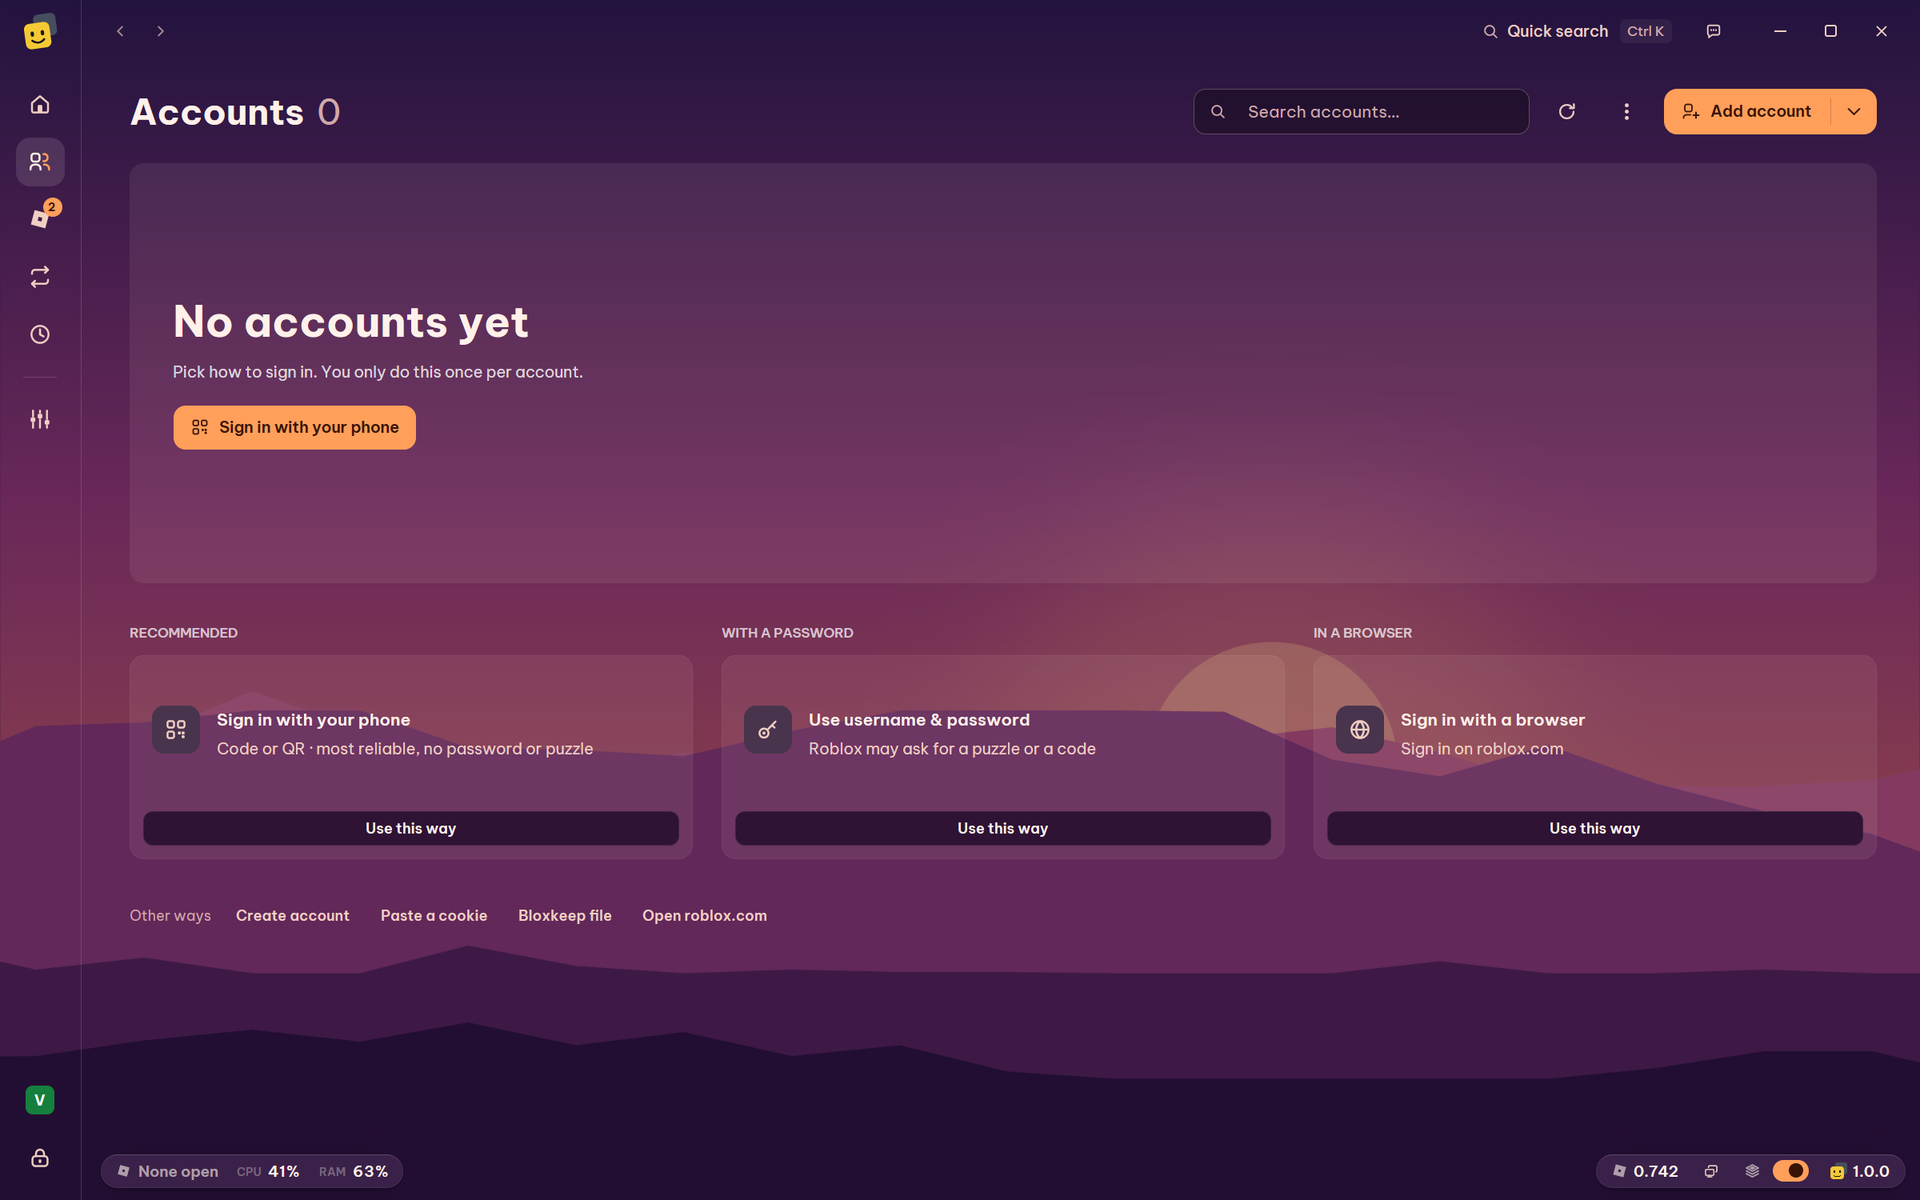 Quick search Ctrl K
Accounts 0
Search accounts...
Add account
2
No accounts yet
Pick how to sign in. You only do this once per account.
Sign in with your phone
RECOMMENDED
Sign in with your phone
Code or QR · most reliable, no password or puzzle
Use this way
WITH A PASSWORD
Use username & password
Roblox may ask for a puzzle or a code
Use this way
IN A BROWSER
Sign in with a browser
Sign in on roblox.com
Use this way
Other ways Create account Paste a cookie Bloxkeep file Open roblox.com
V
None open CPU 41% RAM 63%
0.742
1.0.0